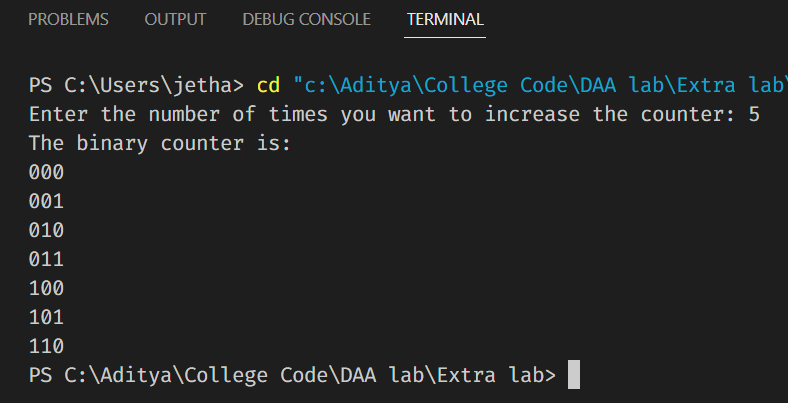 PROBLEMS OUTPUT DEBUG CONSOLE TERMINAL
PS C:\Users\jetha> cd "c:\Aditya\College Code\DAA lab\Extra lab\
Enter the number of times you want to increase the counter: 5
The binary counter is:
000
001
010
011
100
101
110
PS C:\Aditya\College Code\DAA lab\Extra lab>